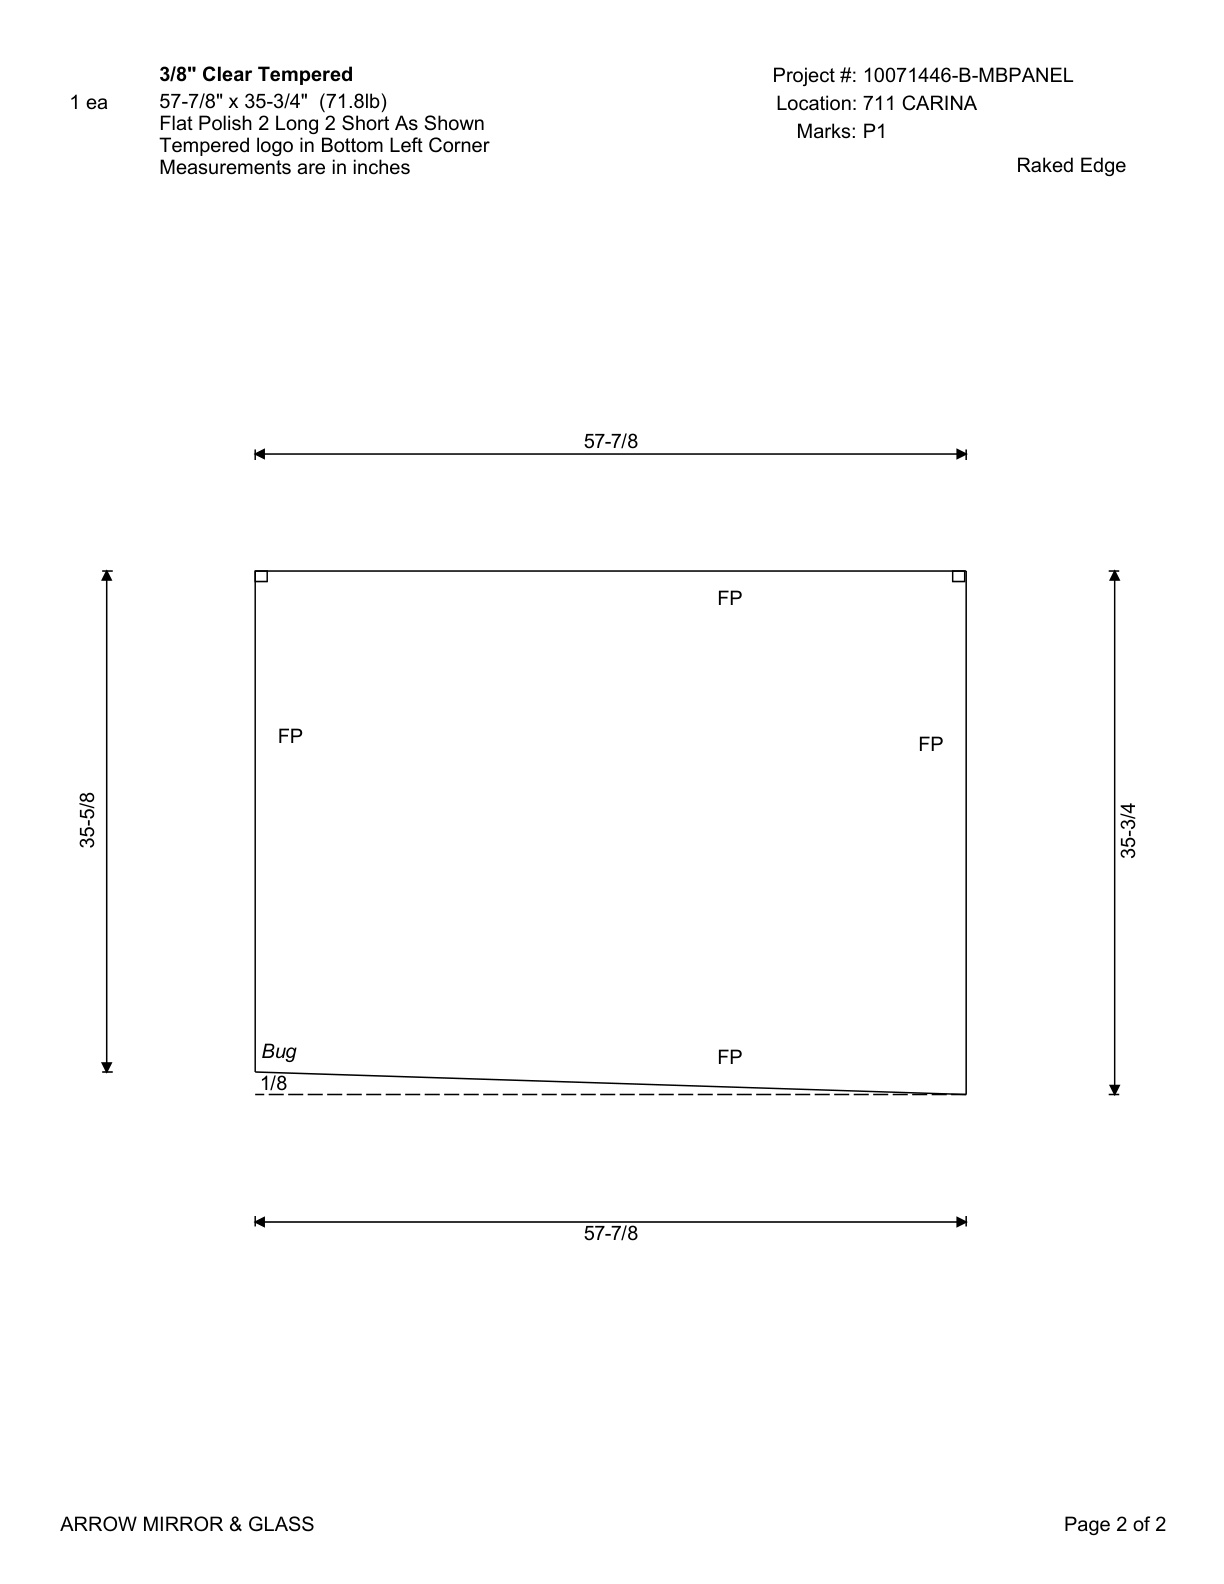 3/8" Clear Tempered
1 ea
57-7/8" x 35-3/4" (71.8lb)
Flat Polish 2 Long 2 Short As Shown
Tempered logo in Bottom Left Corner
Measurements are in inches
Project #: 10071446-B-MBPANEL
Location: 711 CARINA
Marks: P1
Raked Edge
57-7/8
FP
FP
FP
35-5/8
35-3/4
Bug
FP
1/8
57-7/8
ARROW MIRROR & GLASS
Page 2 of 2